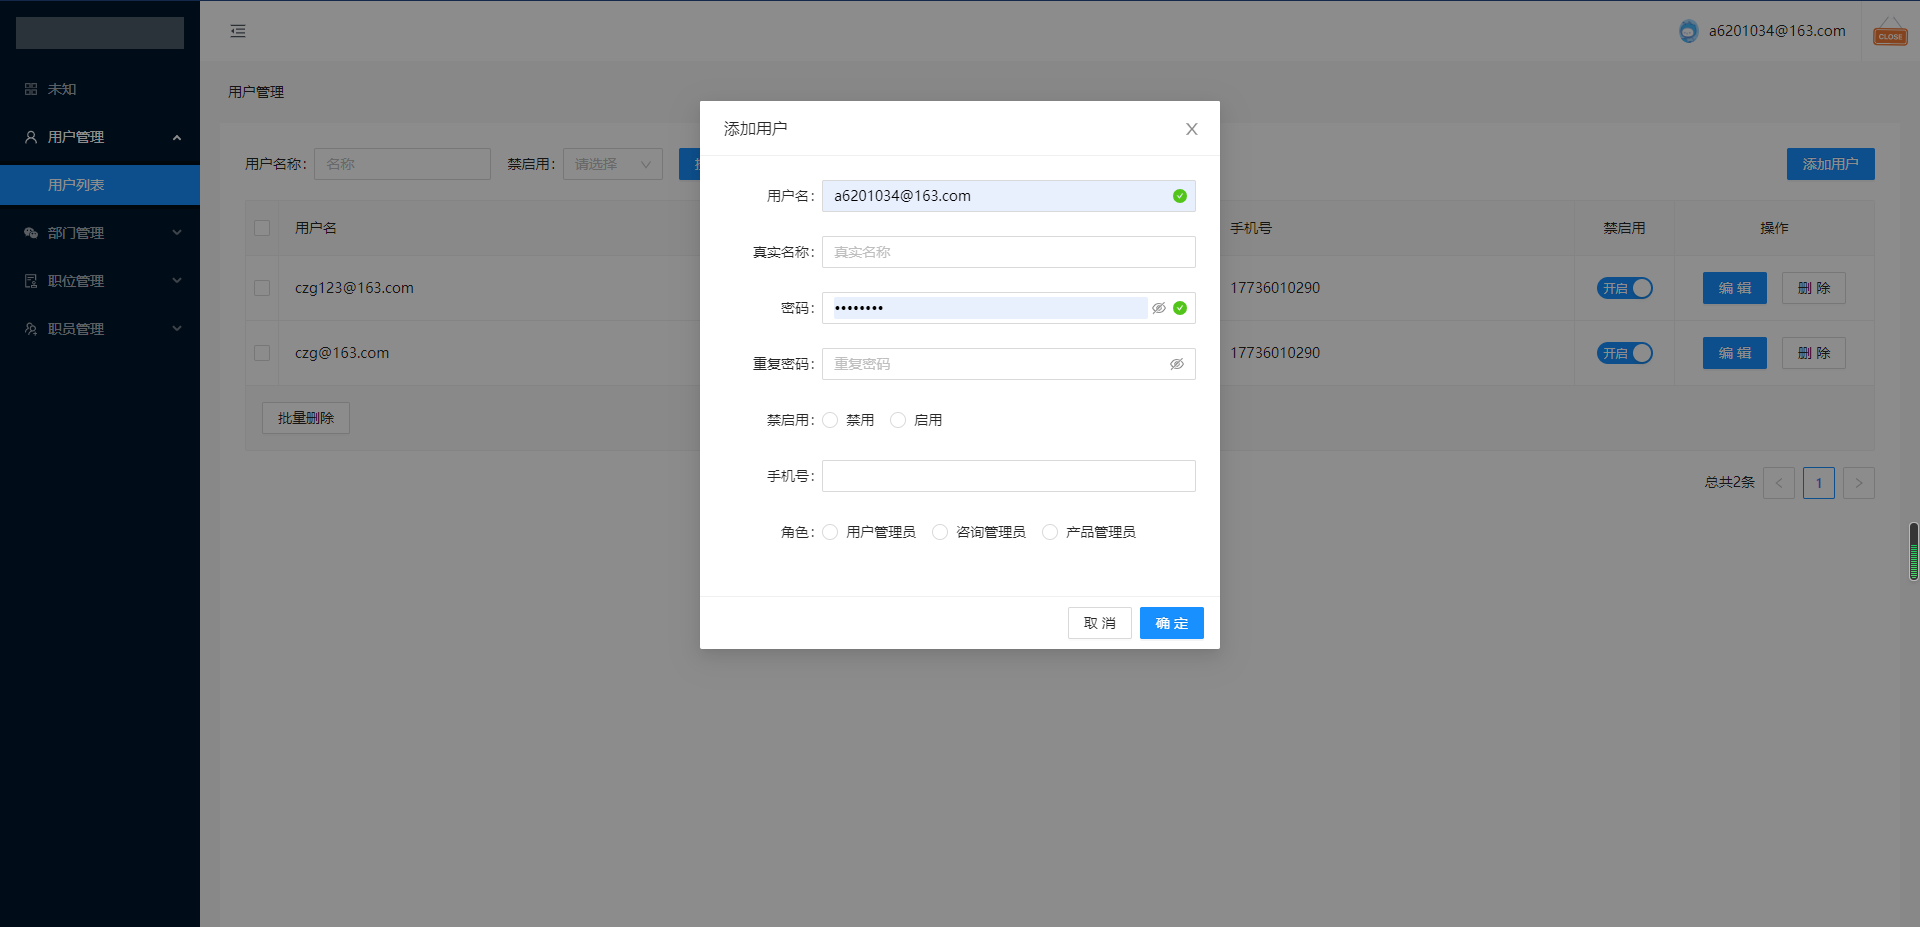 a6201034@163.com
CLOSE
未知
用户管理
用户列表
部门管理
职位管理
职员管理
用户管理
用户名称: 名称 禁启用: 请选择 添加用户
用户名 手机号 禁启用 操作
czg123@163.com 17736010290 开启 编辑 删除
czg@163.com 17736010290 开启 编辑 删除
批量删除
总共2条 < 1 >
添加用户 X
用户名: a6201034@163.com
真实名称: 真实名称
密码: ••••••••
重复密码: 重复密码
禁启用: 禁用 启用
手机号:
角色: 用户管理员 咨询管理员 产品管理员
取消 确定